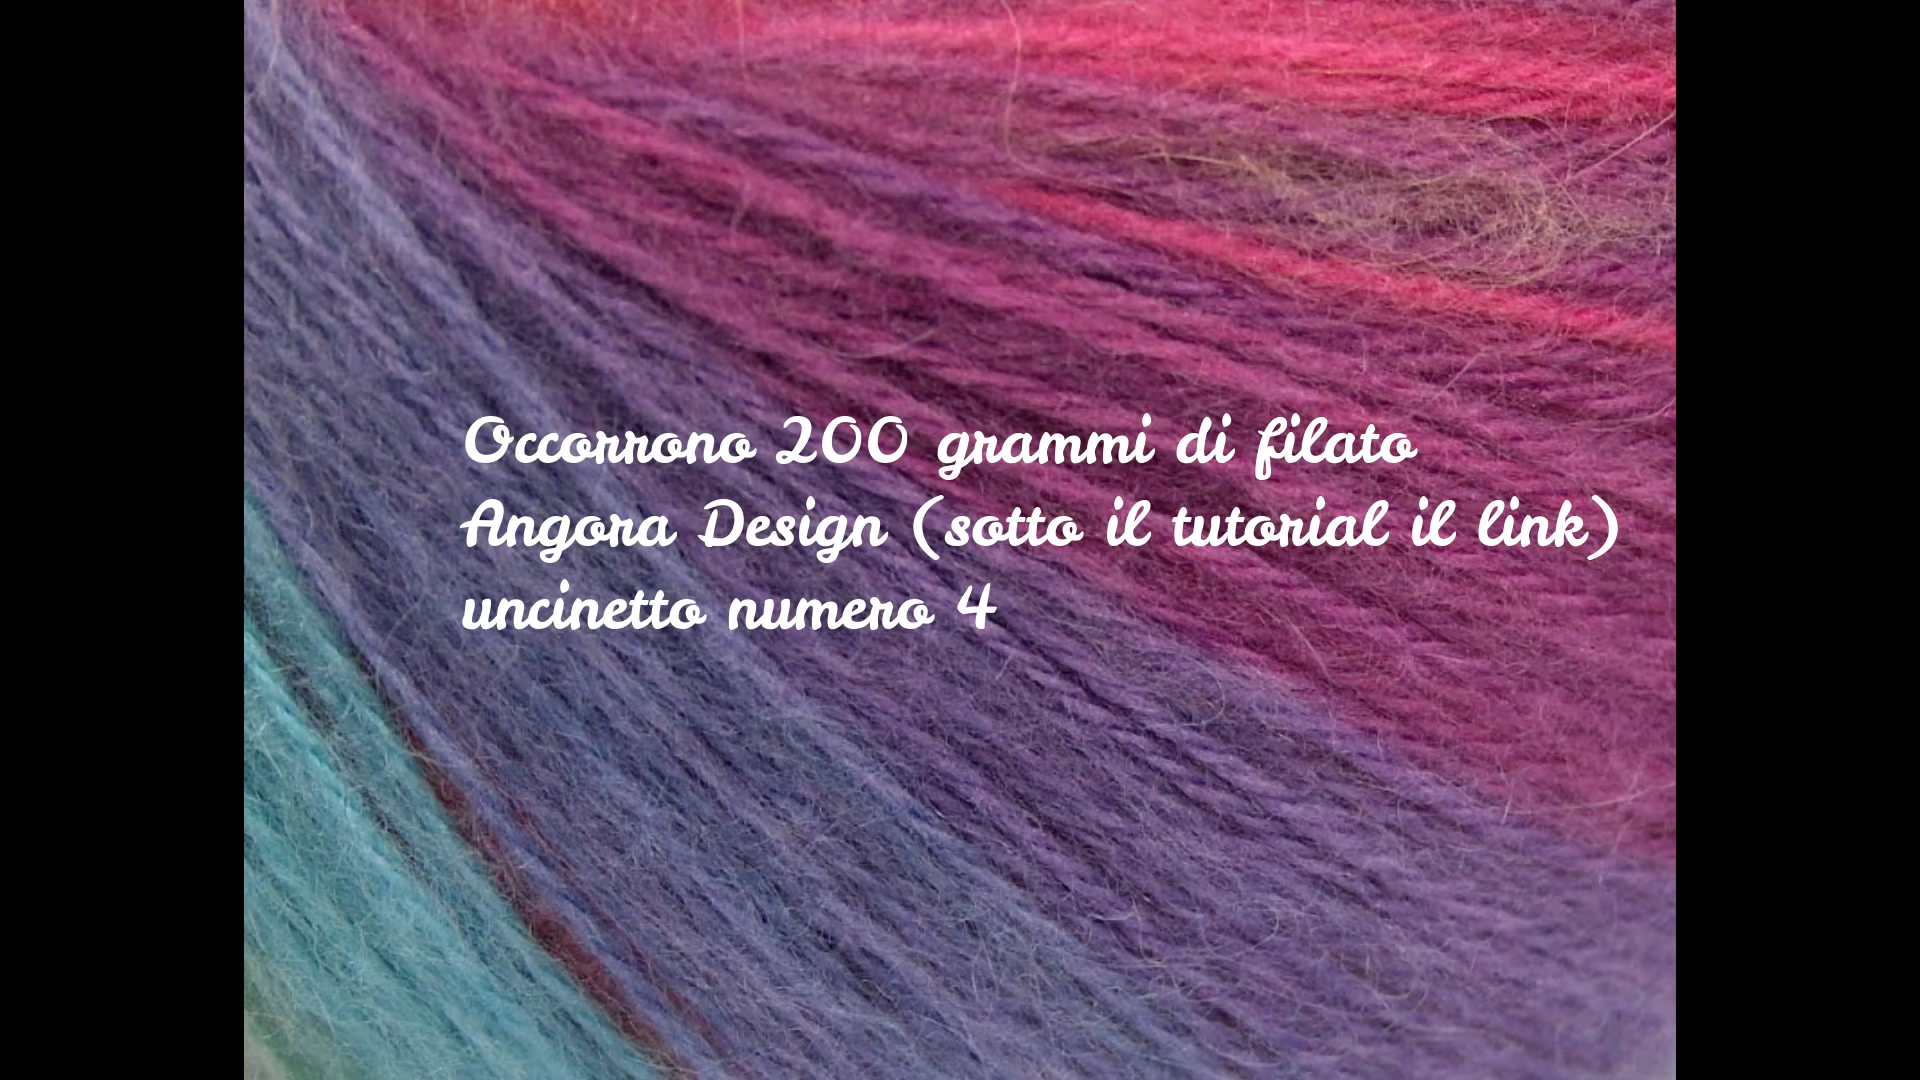 Occorrono 200 grammi di filato
Angora Design (sotto il tutorial il link)
uncinetto numero 4